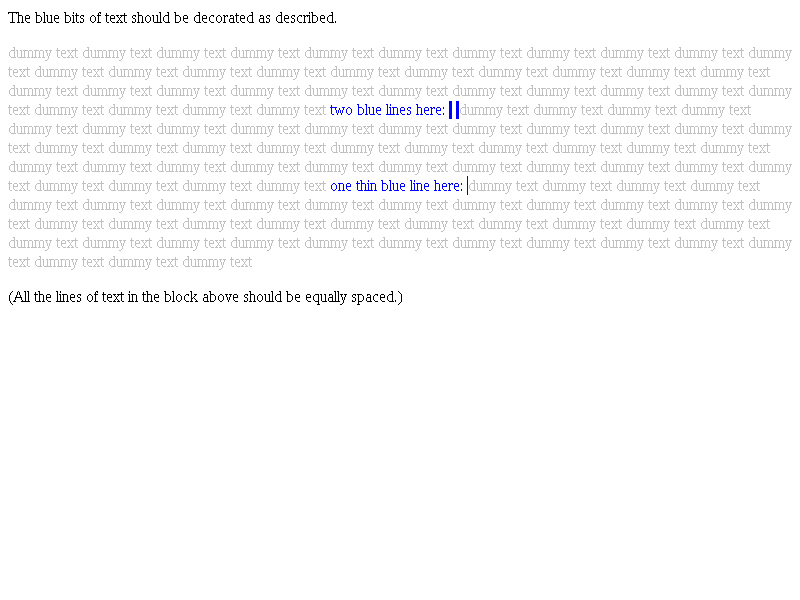 The blue bits of text should be decorated as described.
dummy text dummy text dummy text dummy text dummy text dummy text dummy text dummy text dummy text dummy text dummy
text dummy text dummy text dummy text dummy text dummy text dummy text dummy text dummy text dummy text dummy text
dummy text dummy text dummy text dummy text dummy text dummy text dummy text dummy text dummy text dummy text dummy
text dummy text dummy text dummy text dummy text two blue lines here: dummy text dummy text dummy text dummy text
dummy text dummy text dummy text dummy text dummy text dummy text dummy text dummy text dummy text dummy text dummy
text dummy text dummy text dummy text dummy text dummy text dummy text dummy text dummy text dummy text dummy text
dummy text dummy text dummy text dummy text dummy text dummy text dummy text dummy text dummy text dummy text dummy
text dummy text dummy text dummy text dummy text one thin blue line here: dummy text dummy text dummy text dummy text
dummy text dummy text dummy text dummy text dummy text dummy text dummy text dummy text dummy text dummy text dummy
text dummy text dummy text dummy text dummy text dummy text dummy text dummy text dummy text dummy text dummy text
dummy text dummy text dummy text dummy text dummy text dummy text dummy text dummy text dummy text dummy text dummy
text dummy text dummy text dummy text
(All the lines of text in the block above should be equally spaced.)